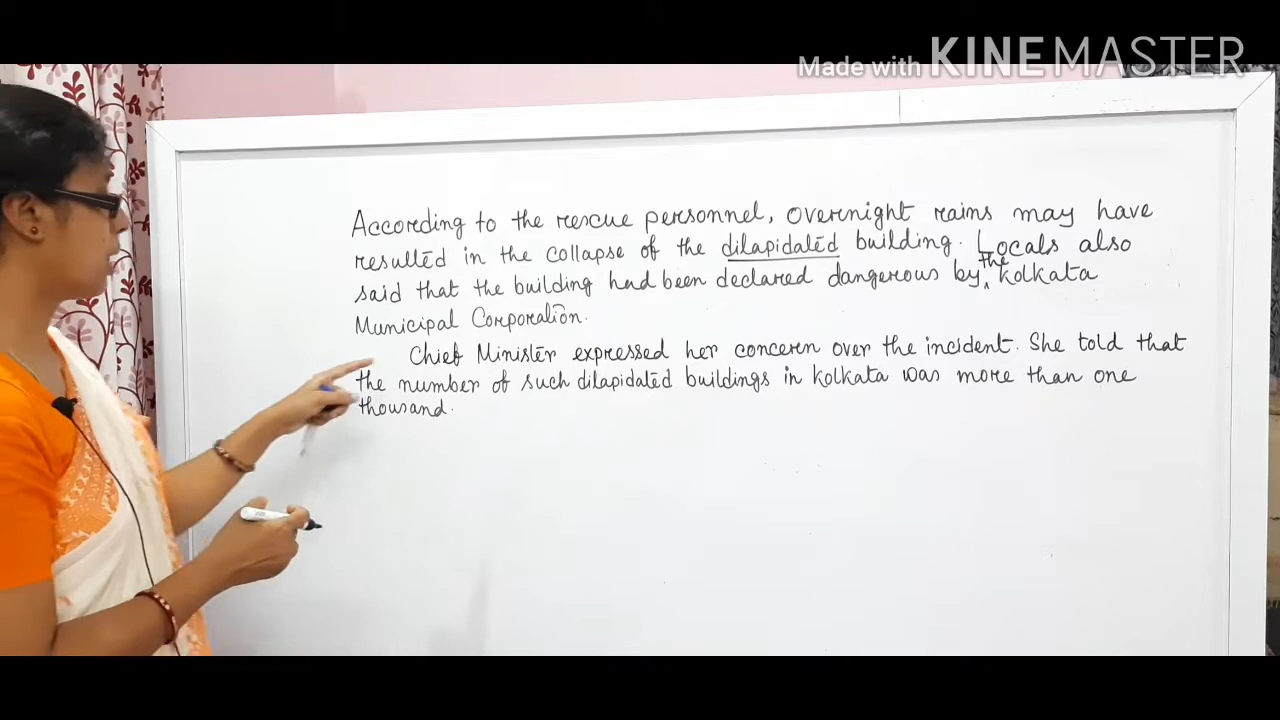 Made with KINEMASTER
According to the rescue personnel, overnight rains may have
resulted in the collapse of the dilapidated building. Locals also
said that the building had been declared dangerous by the Kolkata
Municipal Corporation.
Chief Minister expressed her concern over the incident. She told that
the number of such dilapidated buildings in Kolkata was more than one
thousand.